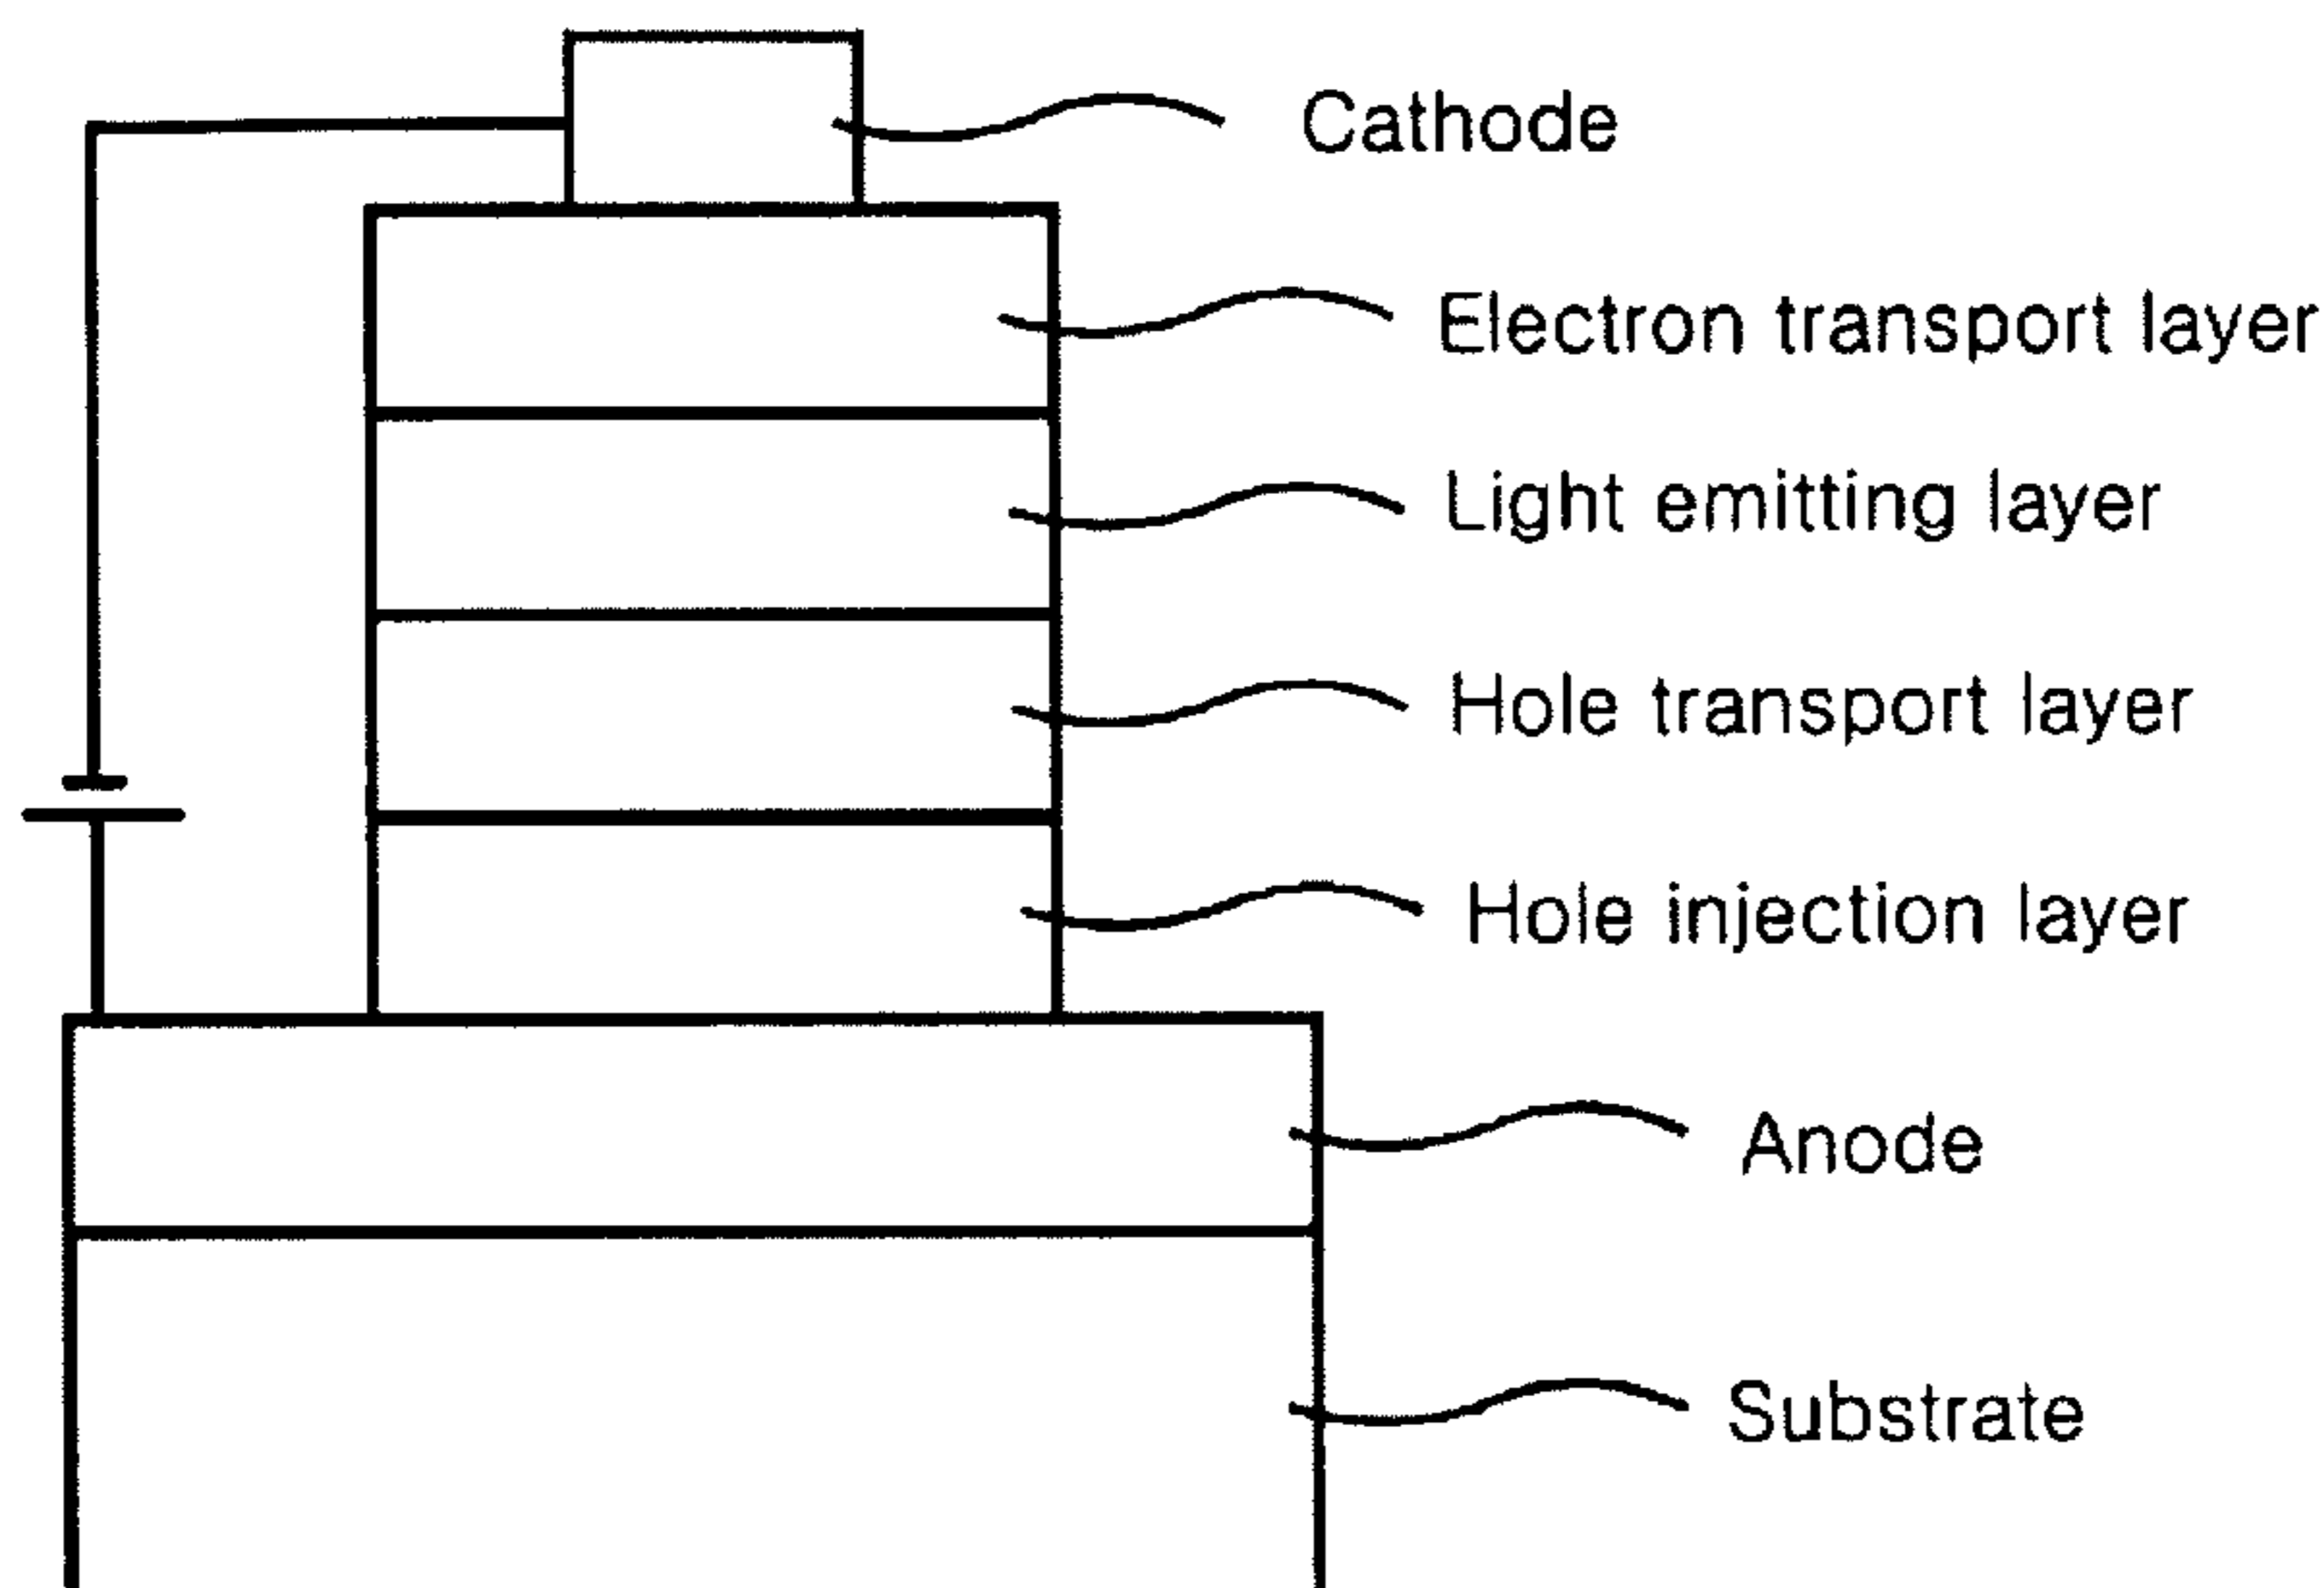 Cathode
Electron transport layer
Light emitting layer
Hole transport layer
Hole injection layer
Anode
Substrate